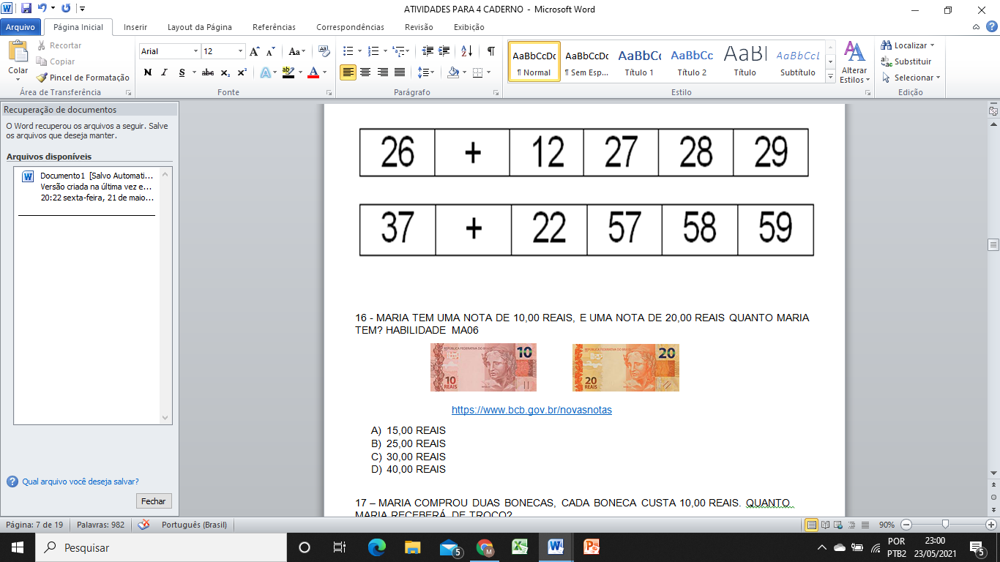 ATIVIDADES PARA 4 CADERNO - Microsoft Word
Arquivo Página Inicial Inserir Layout da Página Referências Correspondências Revisão Exibição
Colar
Recortar
Copiar
Pincel de Formatação
Área de Transferência
Arial 12
N I S abc x₂ x²
Fonte
Parágrafo
AaBbCcDc AaBbCcDc AaBbC AaBbCc AaBl AaBbCcL
¶ Normal ¶ Sem Esp... Título 1 Título 2 Título Subtítulo
Alterar Estilos
Estilo
Localizar
Substituir
Selecionar
Edição
Recuperação de documentos
O Word recuperou os arquivos a seguir. Salve
os arquivos que deseja manter.
Arquivos disponíveis
Documento1 [Salvo Automati...
Versão criada na última vez e...
20:22 sexta-feira, 21 de maio...
Qual arquivo você deseja salvar?
Fechar
26 + 12 27 28 29
37 + 22 57 58 59
16 - MARIA TEM UMA NOTA DE 10,00 REAIS, E UMA NOTA DE 20,00 REAIS QUANTO MARIA
TEM? HABILIDADE MA06
REPÚBLICA FEDERATIVA DO BRASIL 10
10 REAIS
REPÚBLICA FEDERATIVA DO BRASIL 20
20 REAIS
https://www.bcb.gov.br/novasnotas
A) 15,00 REAIS
B) 25,00 REAIS
C) 30,00 REAIS
D) 40,00 REAIS
17 – MARIA COMPROU DUAS BONECAS, CADA BONECA CUSTA 10,00 REAIS. QUANTO
MARIA RECEBERÁ DE TROCO?
Página: 7 de 19 Palavras: 982 Português (Brasil) 90%
Pesquisar
5
M
POR
PTB2
23:00
23/05/2021
5